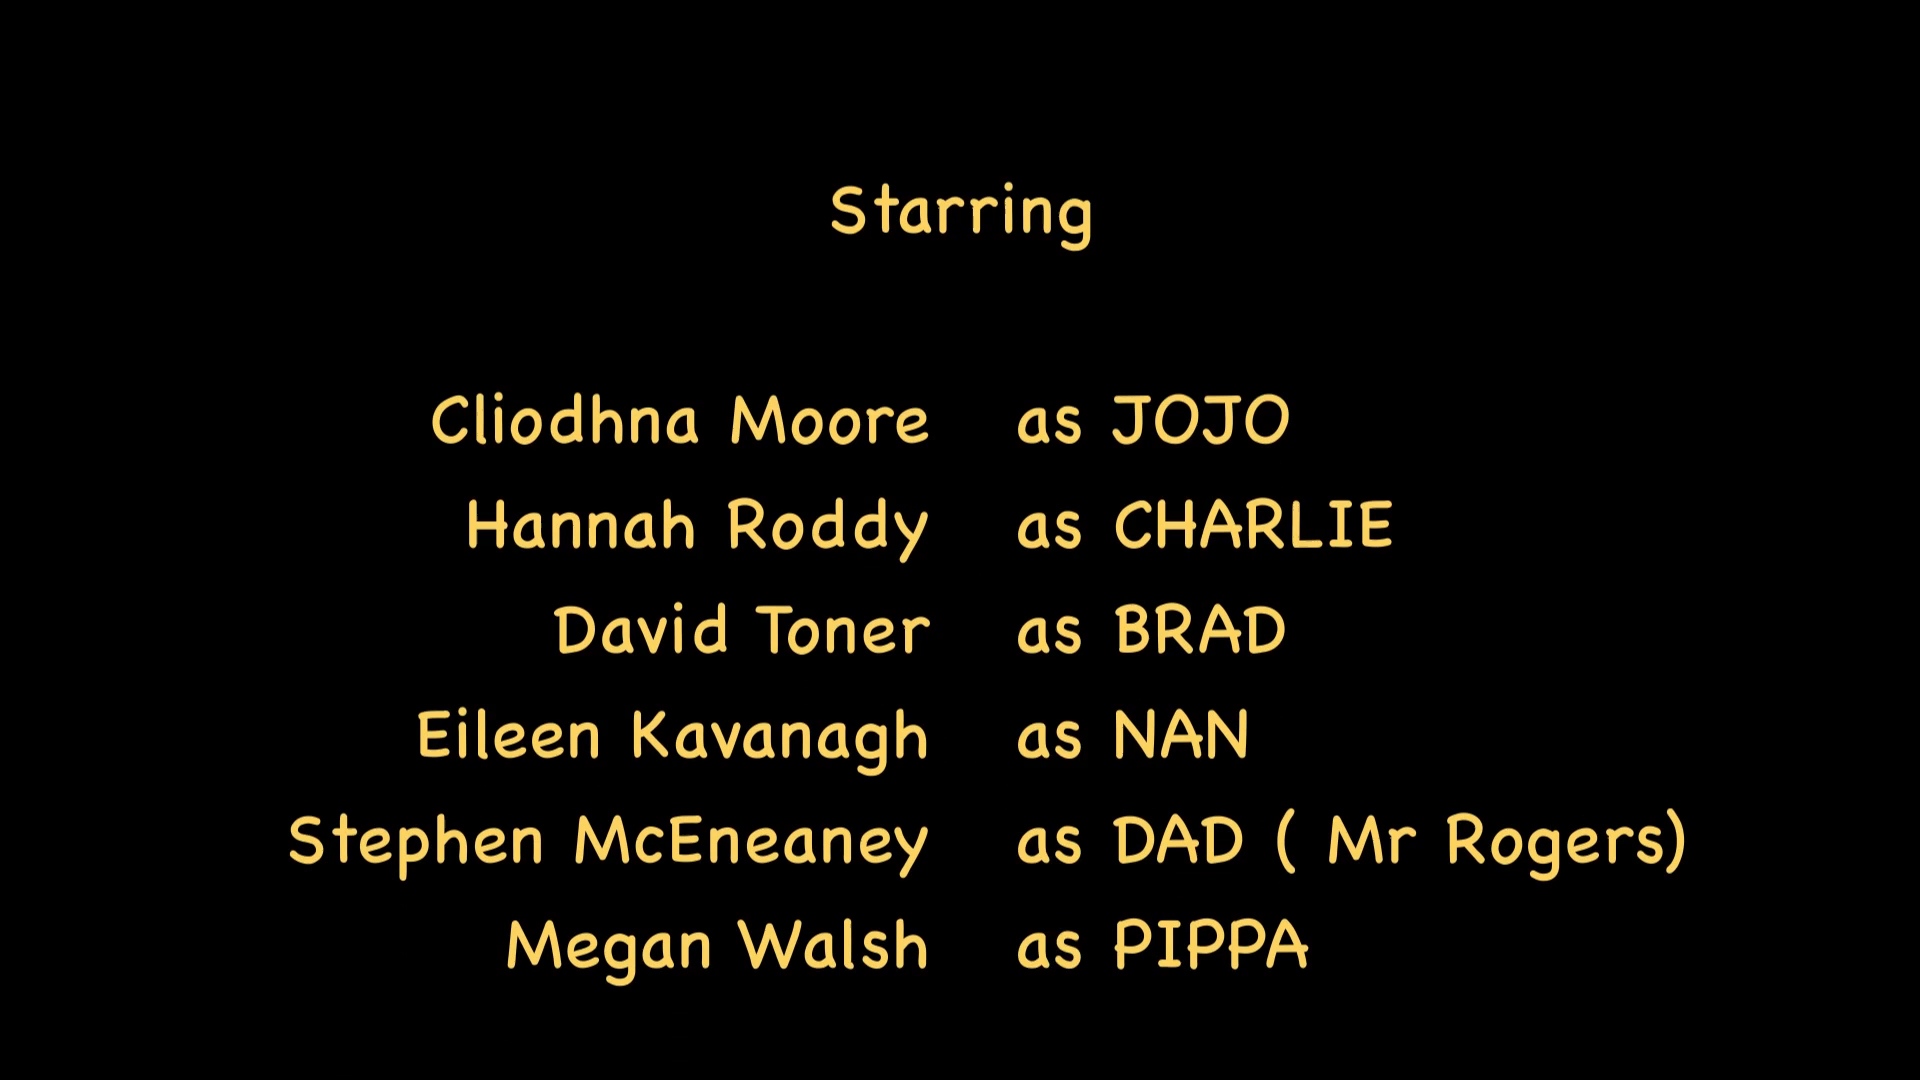 Starring
Cliodhna Moore as JOJO
Hannah Roddy as CHARLIE
David Toner as BRAD
Eileen Kavanagh as NAN
Stephen McEneaney as DAD ( Mr Rogers)
Megan Walsh as PIPPA